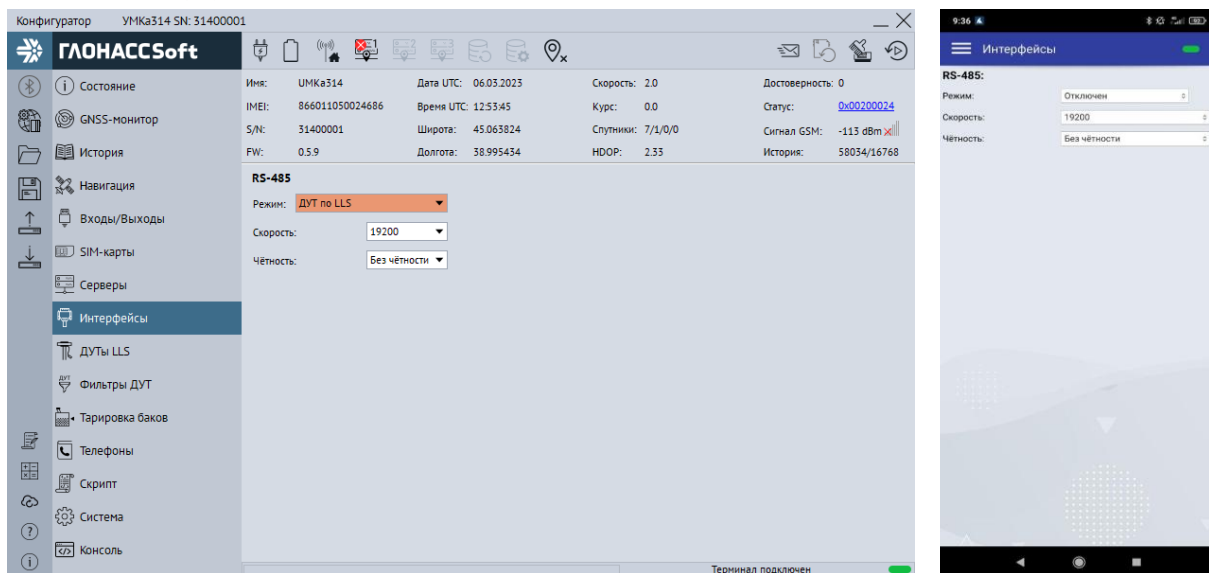 Конфигуратор УМКа314 SN: 31400001
ГЛОНАССSoft
Состояние
GNSS-монитор
История
Навигация
Входы/Выходы
SIM-карты
Серверы
Интерфейсы
ДУТы LLS
Фильтры ДУТ
Тарировка баков
Телефоны
Скрипт
Система
Консоль
Имя: UMKa314 Дата UTC: 06.03.2023 Скорость: 2.0 Достоверность: 0
IMEI: 866011050024686 Время UTC: 12:53:45 Курс: 0.0 Статус: 0x00200024
S/N: 31400001 Широта: 45.063824 Спутники: 7/1/0/0 Сигнал GSM: -113 dBm
FW: 0.5.9 Долгота: 38.995434 HDOP: 2.33 История: 58034/16768
RS-485
Режим: ДУТ по LLS
Скорость: 19200
Чётность: Без чётности
Терминал подключен
9:36
Интерфейсы
RS-485:
Режим: Отключен
Скорость: 19200
Чётность: Без чётности